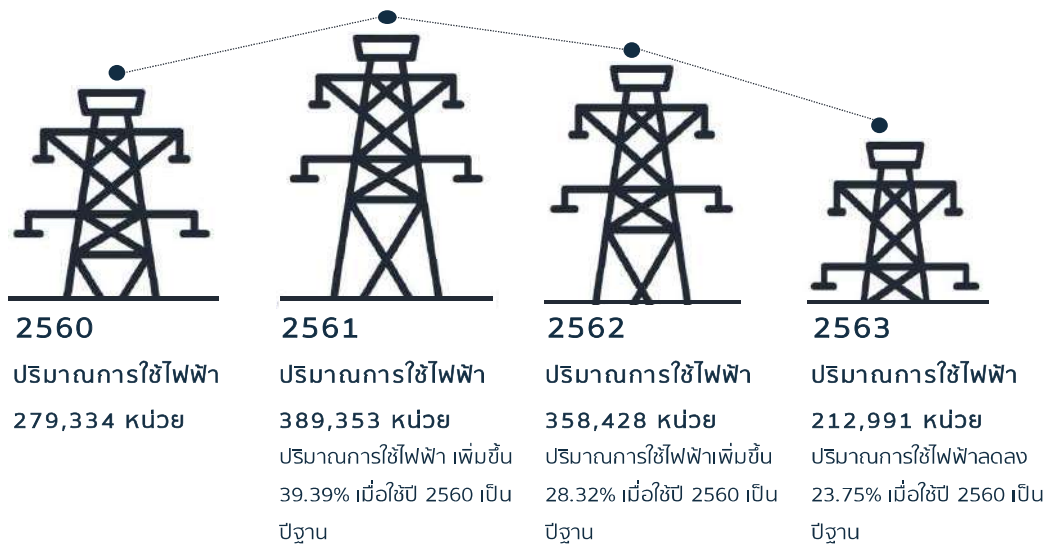 2560
ปริมาณการใช้ไฟฟ้า
279,334 หน่วย
2561
ปริมาณการใช้ไฟฟ้า
389,353 หน่วย
ปริมาณการใช้ไฟฟ้า เพิ่มขึ้น
39.39% เมื่อใช้ปี 2560 เป็น
ปีฐาน
2562
ปริมาณการใช้ไฟฟ้า
358,428 หน่วย
ปริมาณการใช้ไฟฟ้าเพิ่มขึ้น
28.32% เมื่อใช้ปี 2560 เป็น
ปีฐาน
2563
ปริมาณการใช้ไฟฟ้า
212,991 หน่วย
ปริมาณการใช้ไฟฟ้าลดลง
23.75% เมื่อใช้ปี 2560 เป็น
ปีฐาน